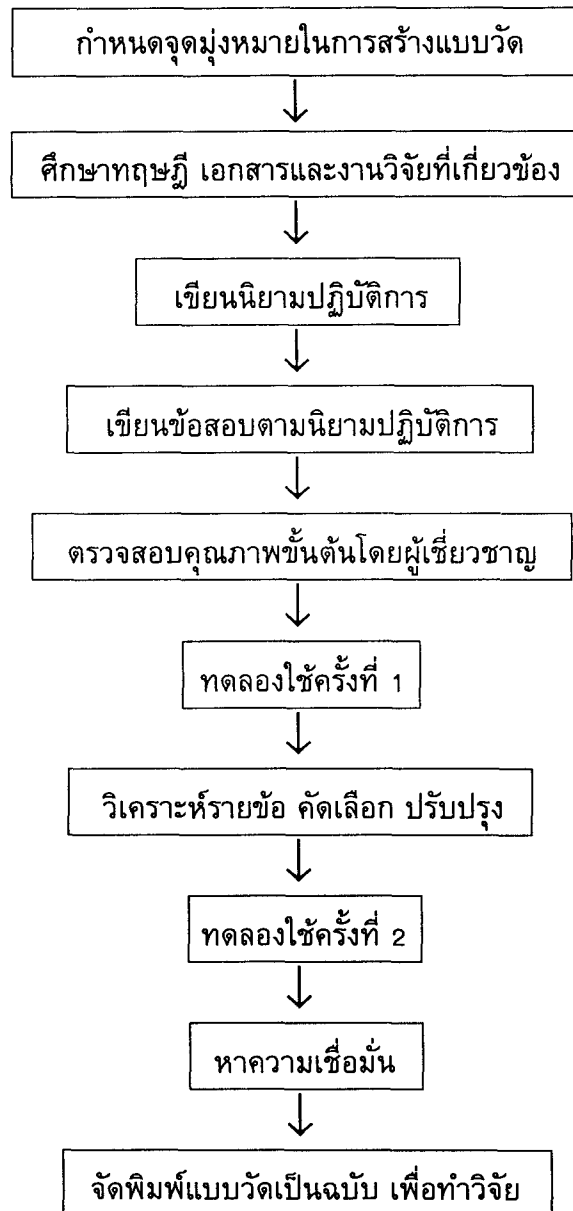 กำหนดจุดมุ่งหมายในการสร้างแบบวัด
ศึกษาทฤษฎี เอกสารและงานวิจัยที่เกี่ยวข้อง
เขียนนิยามปฏิบัติการ
เขียนข้อสอบตามนิยามปฏิบัติการ
ตรวจสอบคุณภาพขั้นต้นโดยผู้เชี่ยวชาญ
ทดลองใช้ครั้งที่ 1
วิเคราะห์รายข้อ คัดเลือก ปรับปรุง
ทดลองใช้ครั้งที่ 2
หาความเชื่อมั่น
จัดพิมพ์แบบวัดเป็นฉบับ เพื่อทำวิจัย